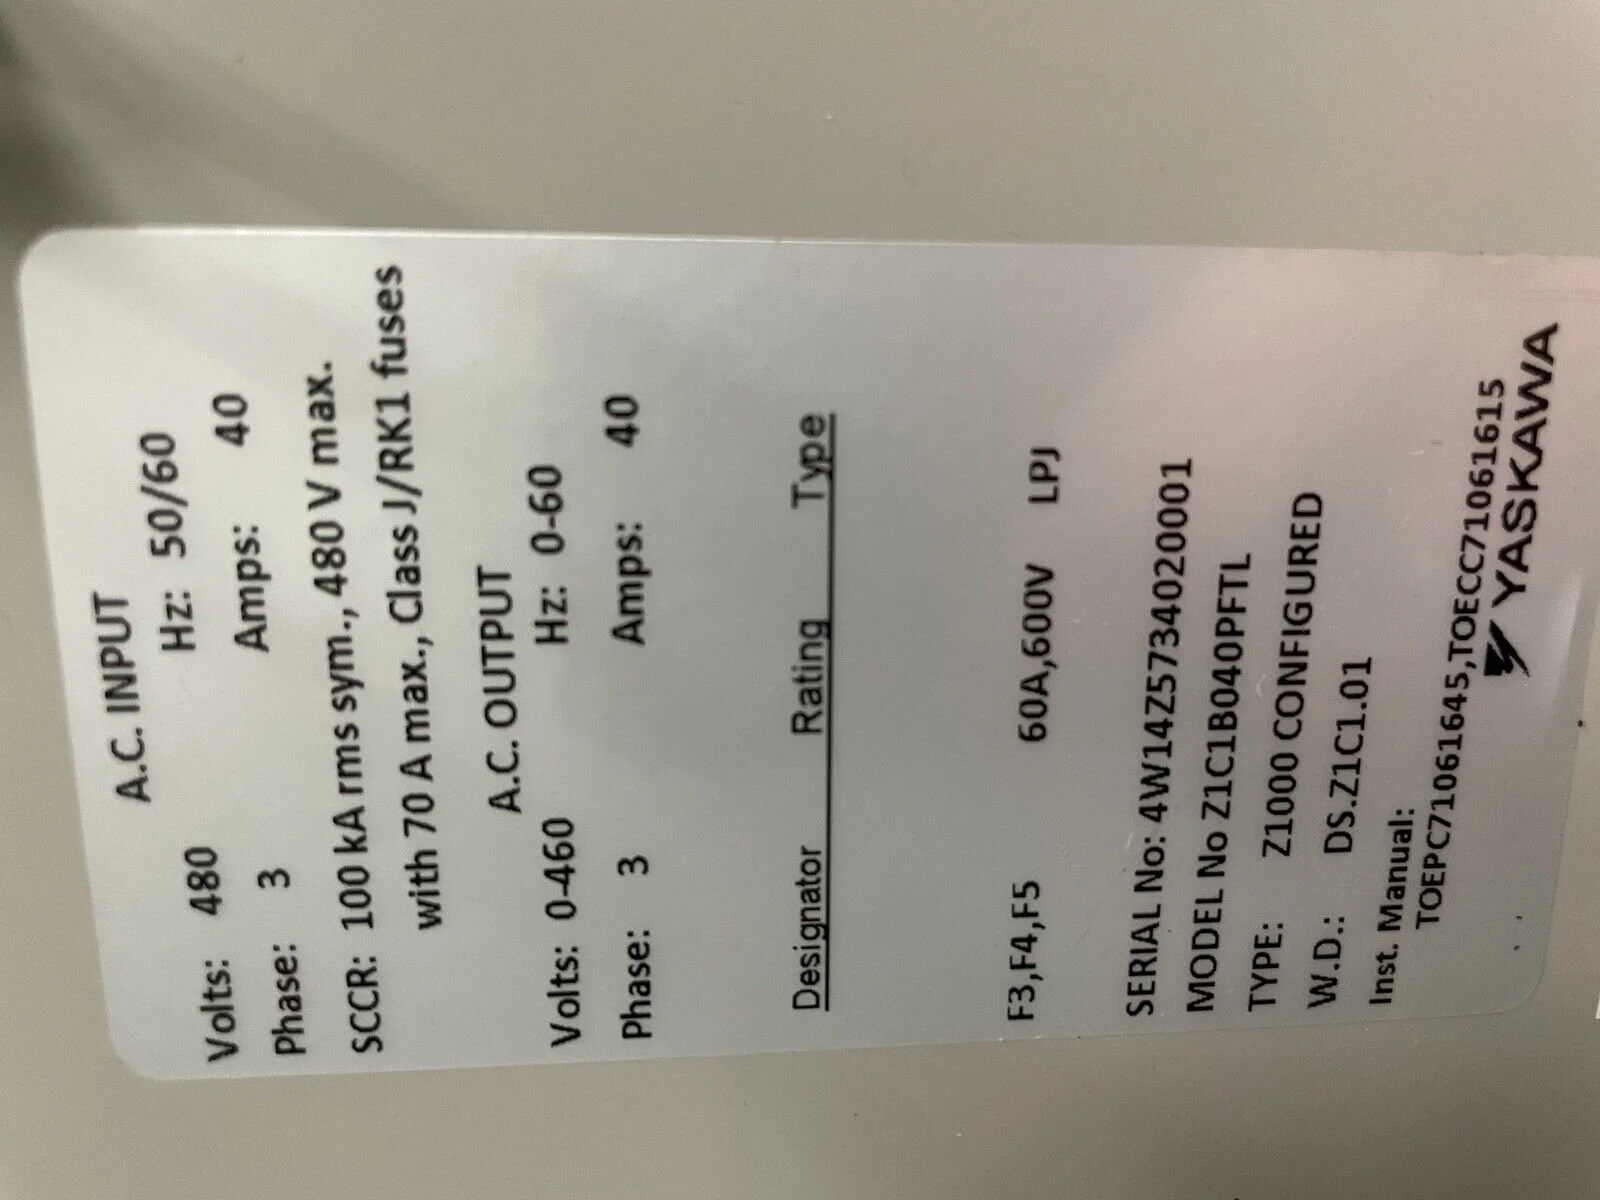 A.C. INPUT
Volts: 480 Hz: 50/60
Phase: 3 Amps: 40
SCCR: 100 kA rms sym., 480 V max.
with 70 A max., Class J/RK1 fuses
A.C. OUTPUT
Volts: 0-460 Hz: 0-60
Phase: 3 Amps: 40
Designator Rating Type
F3,F4,F5 60A,600V LPJ
SERIAL No: 4W14Z5734020001
MODEL No Z1C1B040PFTL
TYPE: Z1000 CONFIGURED
W.D.: DS.Z1C1.01
Inst. Manual:
TOEPC71061645,TOECC71061615
YASKAWA